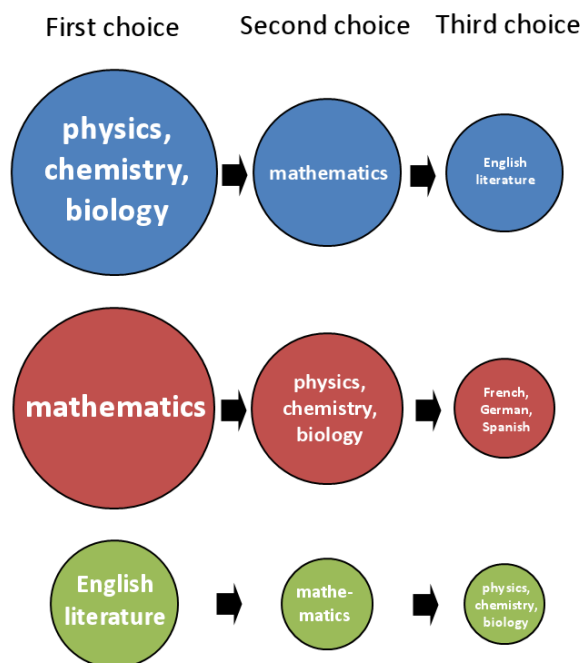 First choice
Second choice
Third choice
physics,
chemistry,
biology
mathematics
English
literature
mathematics
physics,
chemistry,
biology
French,
German,
Spanish
English
literature
mathe-
matics
physics,
chemistry,
biology